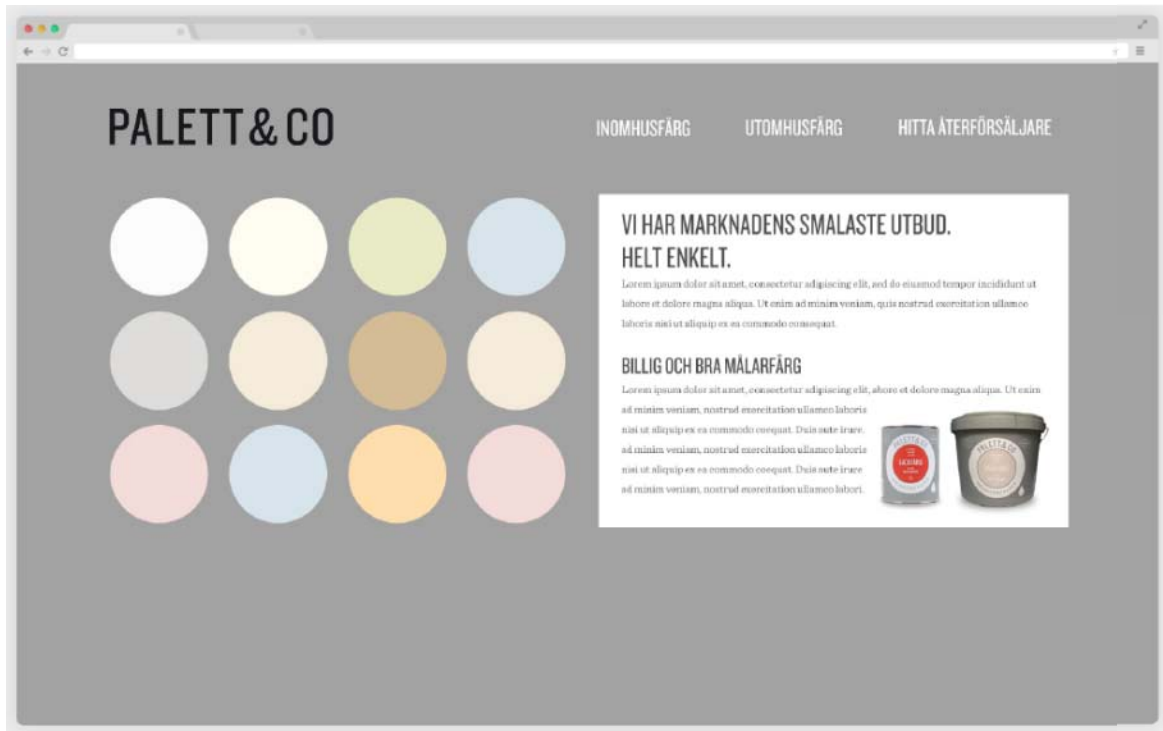 PALETT & CO
INOMHUSFÄRG
UTOMHUSFÄRG
HITTA ÅTERFÖRSÄLJARE
VI HAR MARKNADENS SMALASTE UTBUD.
HELT ENKELT.
Lorem ipsum dolor sit amet, consectetur adipiscing elit, sed do eiusmod tempor incididunt ut
labore et dolore magna aliqua. Ut enim ad minim veniam, quis nostrud exercitation ullamco
laboris nisi ut aliquip ex ea commodo consequat.
BILLIG OCH BRA MÅLARFÄRG
Lorem ipsum dolor sit amet, consectetur adipiscing elit, abore et dolore magna aliqua. Ut enim
ad minim veniam, nostrud exercitation ullamco laboris
nisi ut aliquip ex ea commodo coequat. Duis aute irure.
ad minim veniam, nostrud exercitation ullamco laboris
nisi ut aliquip ex ea commodo coequat. Duis aute irure
ad minim veniam, nostrud exercitation ullamco labori.
PALETT & CO
PALETT & CO